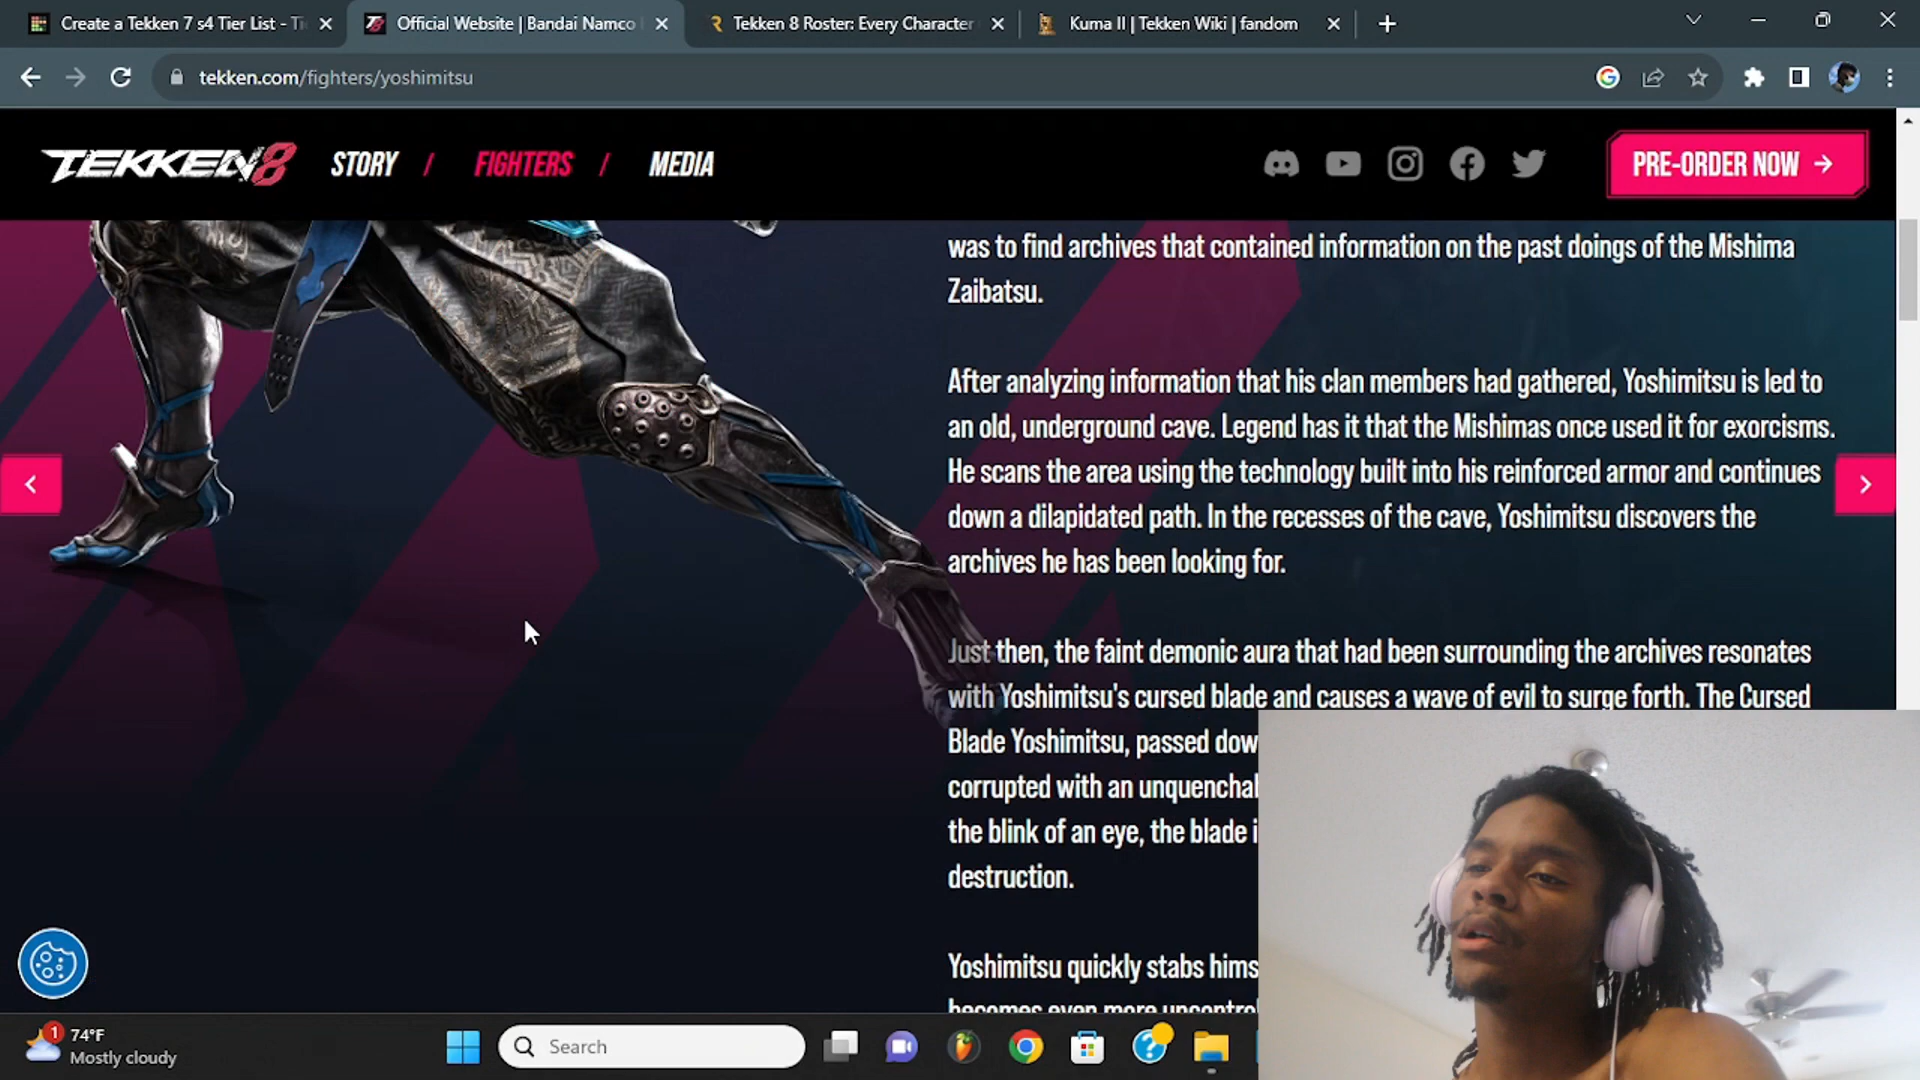 Create a Tekken 7 s4 Tier List - Ti
Official Website | Bandai Namco
Tekken 8 Roster: Every Character
Kuma II | Tekken Wiki | fandom
tekken.com/fighters/yoshimitsu
TEKKEN 8
STORY / FIGHTERS / MEDIA
PRE-ORDER NOW
was to find archives that contained information on the past doings of the Mishima
Zaibatsu.
After analyzing information that his clan members had gathered, Yoshimitsu is led to
an old, underground cave. Legend has it that the Mishimas once used it for exorcisms.
He scans the area using the technology built into his reinforced armor and continues
down a dilapidated path. In the recesses of the cave, Yoshimitsu discovers the
archives he has been looking for.
Just then, the faint demonic aura that had been surrounding the archives resonates
with Yoshimitsu's cursed blade and causes a wave of evil to surge forth. The Cursed
Blade Yoshimitsu, passed dow
corrupted with an unquenchal
the blink of an eye, the blade i
destruction.
Yoshimitsu quickly stabs hims
becomes even more uncontrol
1
74°F
Mostly cloudy
Search